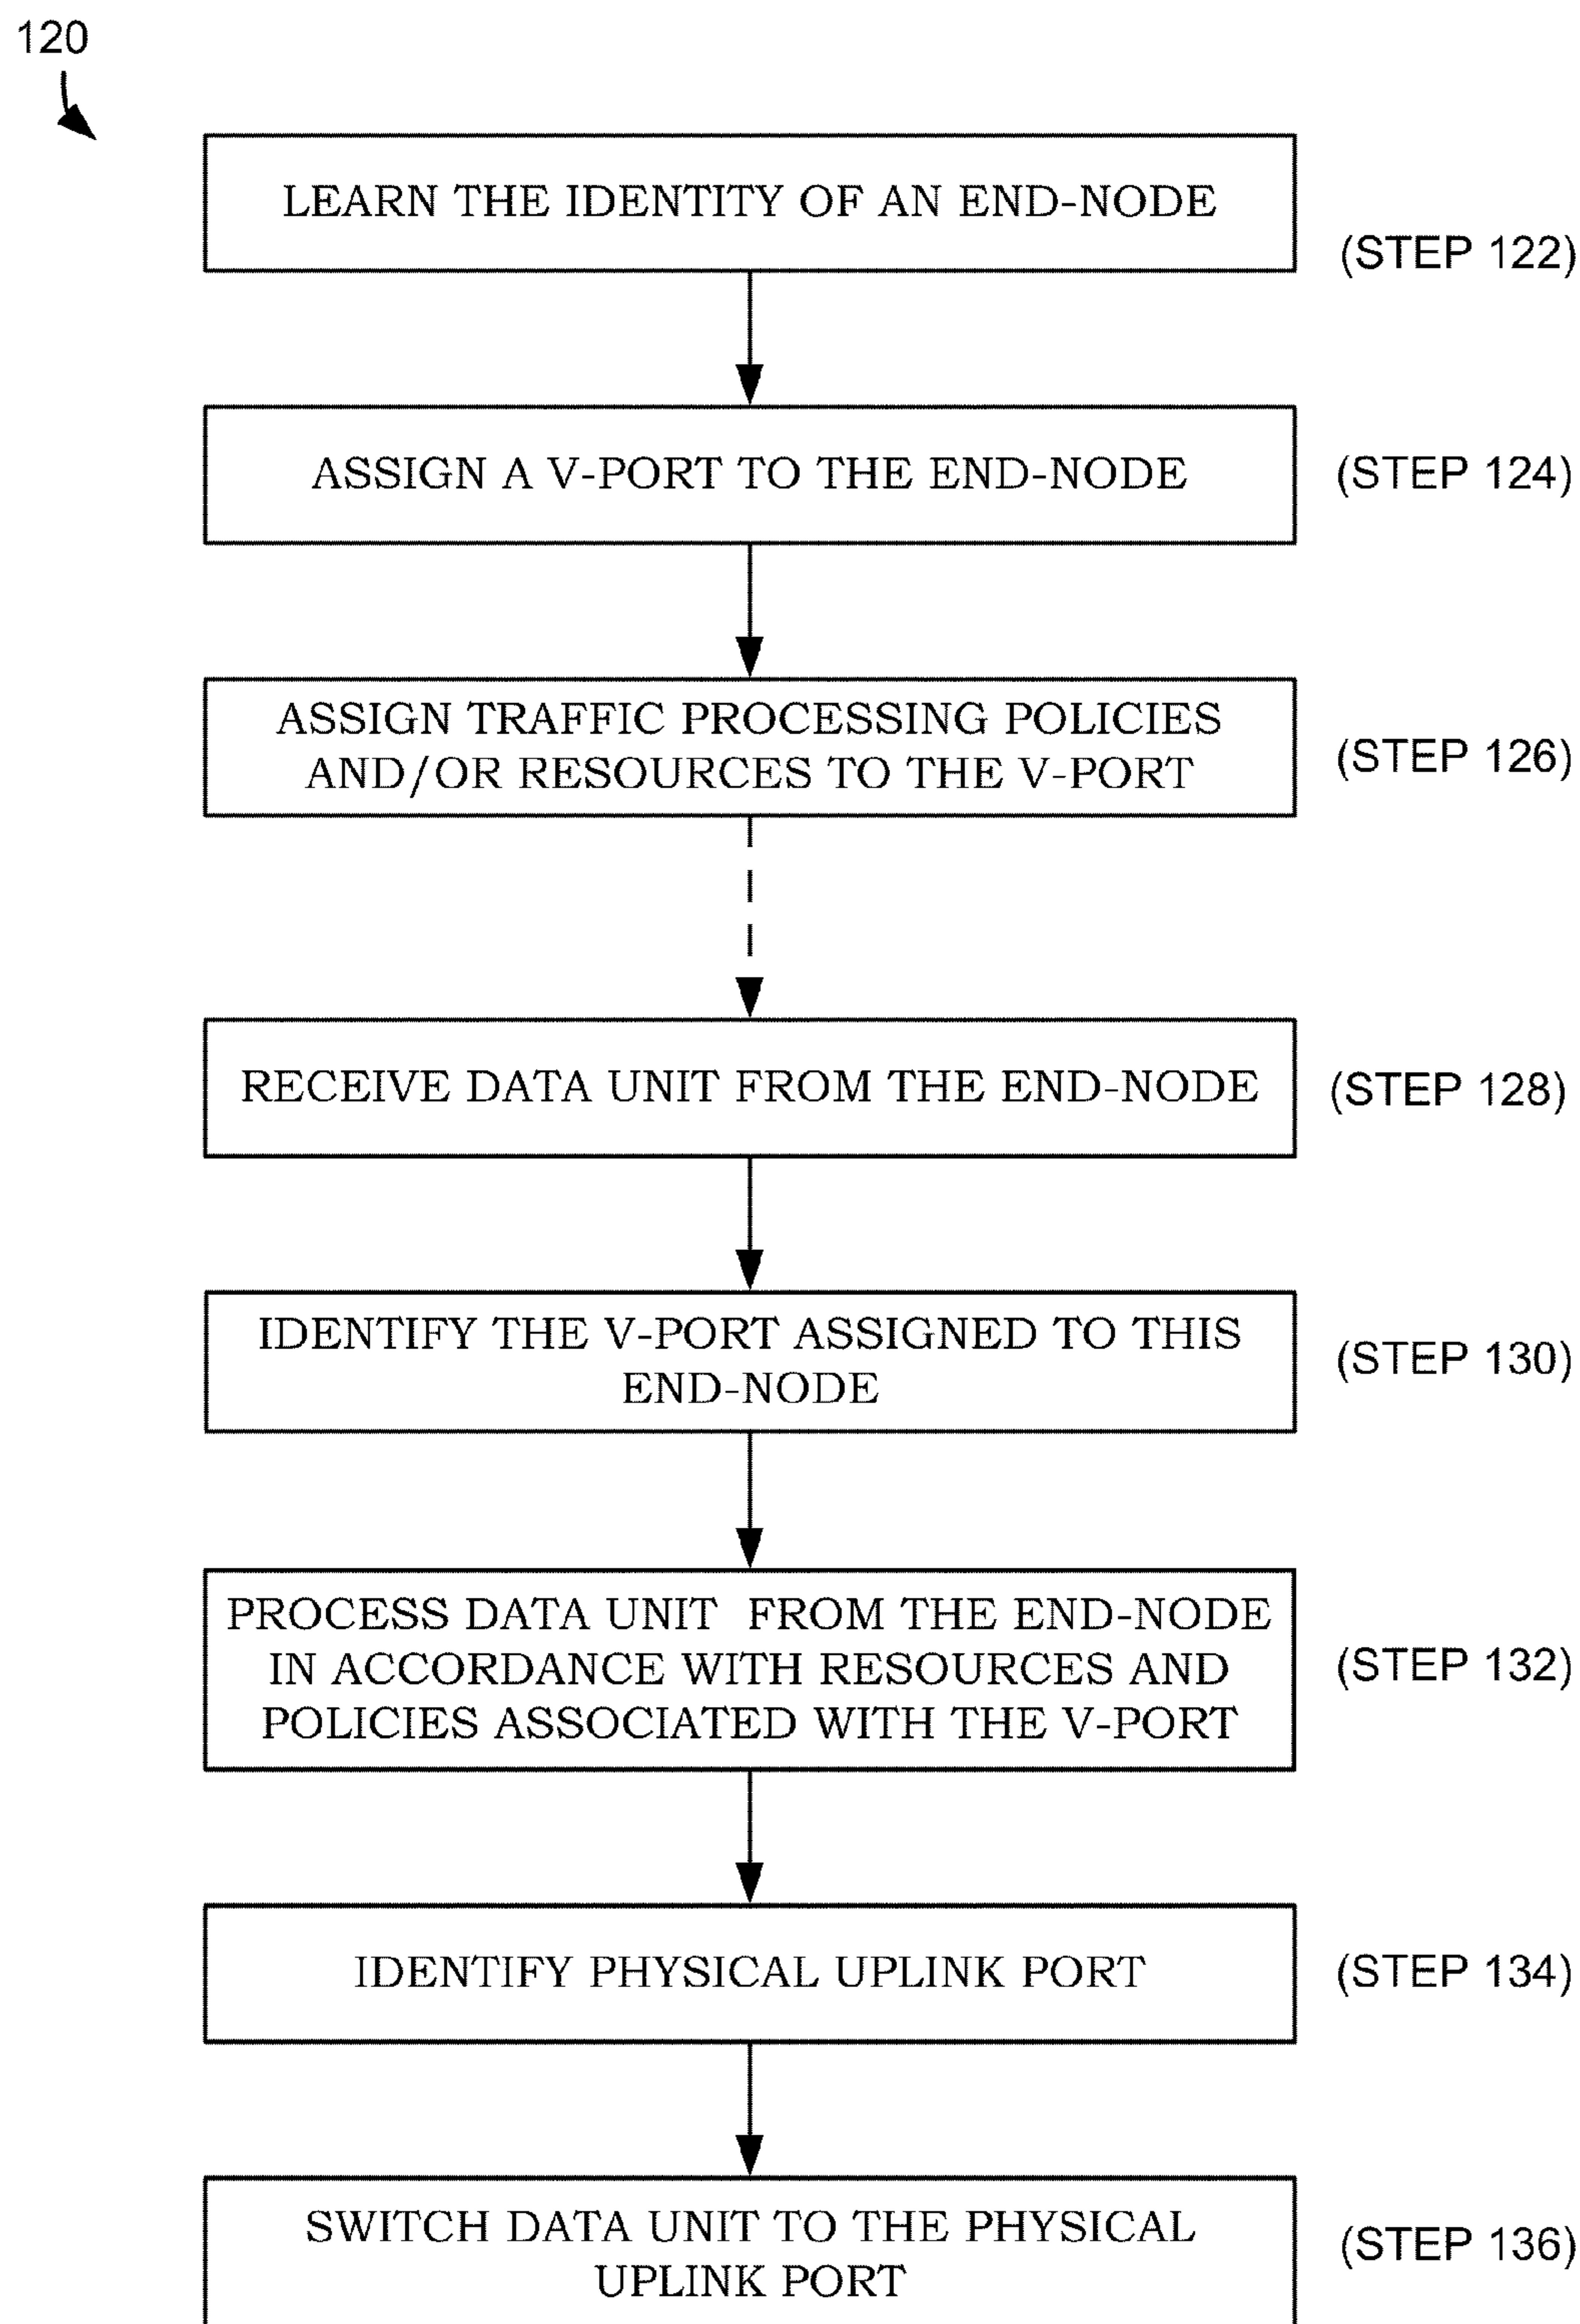 120
LEARN THE IDENTITY OF AN END-NODE
(STEP 122)
ASSIGN A V-PORT TO THE END-NODE
(STEP 124)
ASSIGN TRAFFIC PROCESSING POLICIES
AND/OR RESOURCES TO THE V-PORT
(STEP 126)
RECEIVE DATA UNIT FROM THE END-NODE
(STEP 128)
IDENTIFY THE V-PORT ASSIGNED TO THIS
END-NODE
(STEP 130)
PROCESS DATA UNIT FROM THE END-NODE
IN ACCORDANCE WITH RESOURCES AND
POLICIES ASSOCIATED WITH THE V-PORT
(STEP 132)
IDENTIFY PHYSICAL UPLINK PORT
(STEP 134)
SWITCH DATA UNIT TO THE PHYSICAL
UPLINK PORT
(STEP 136)